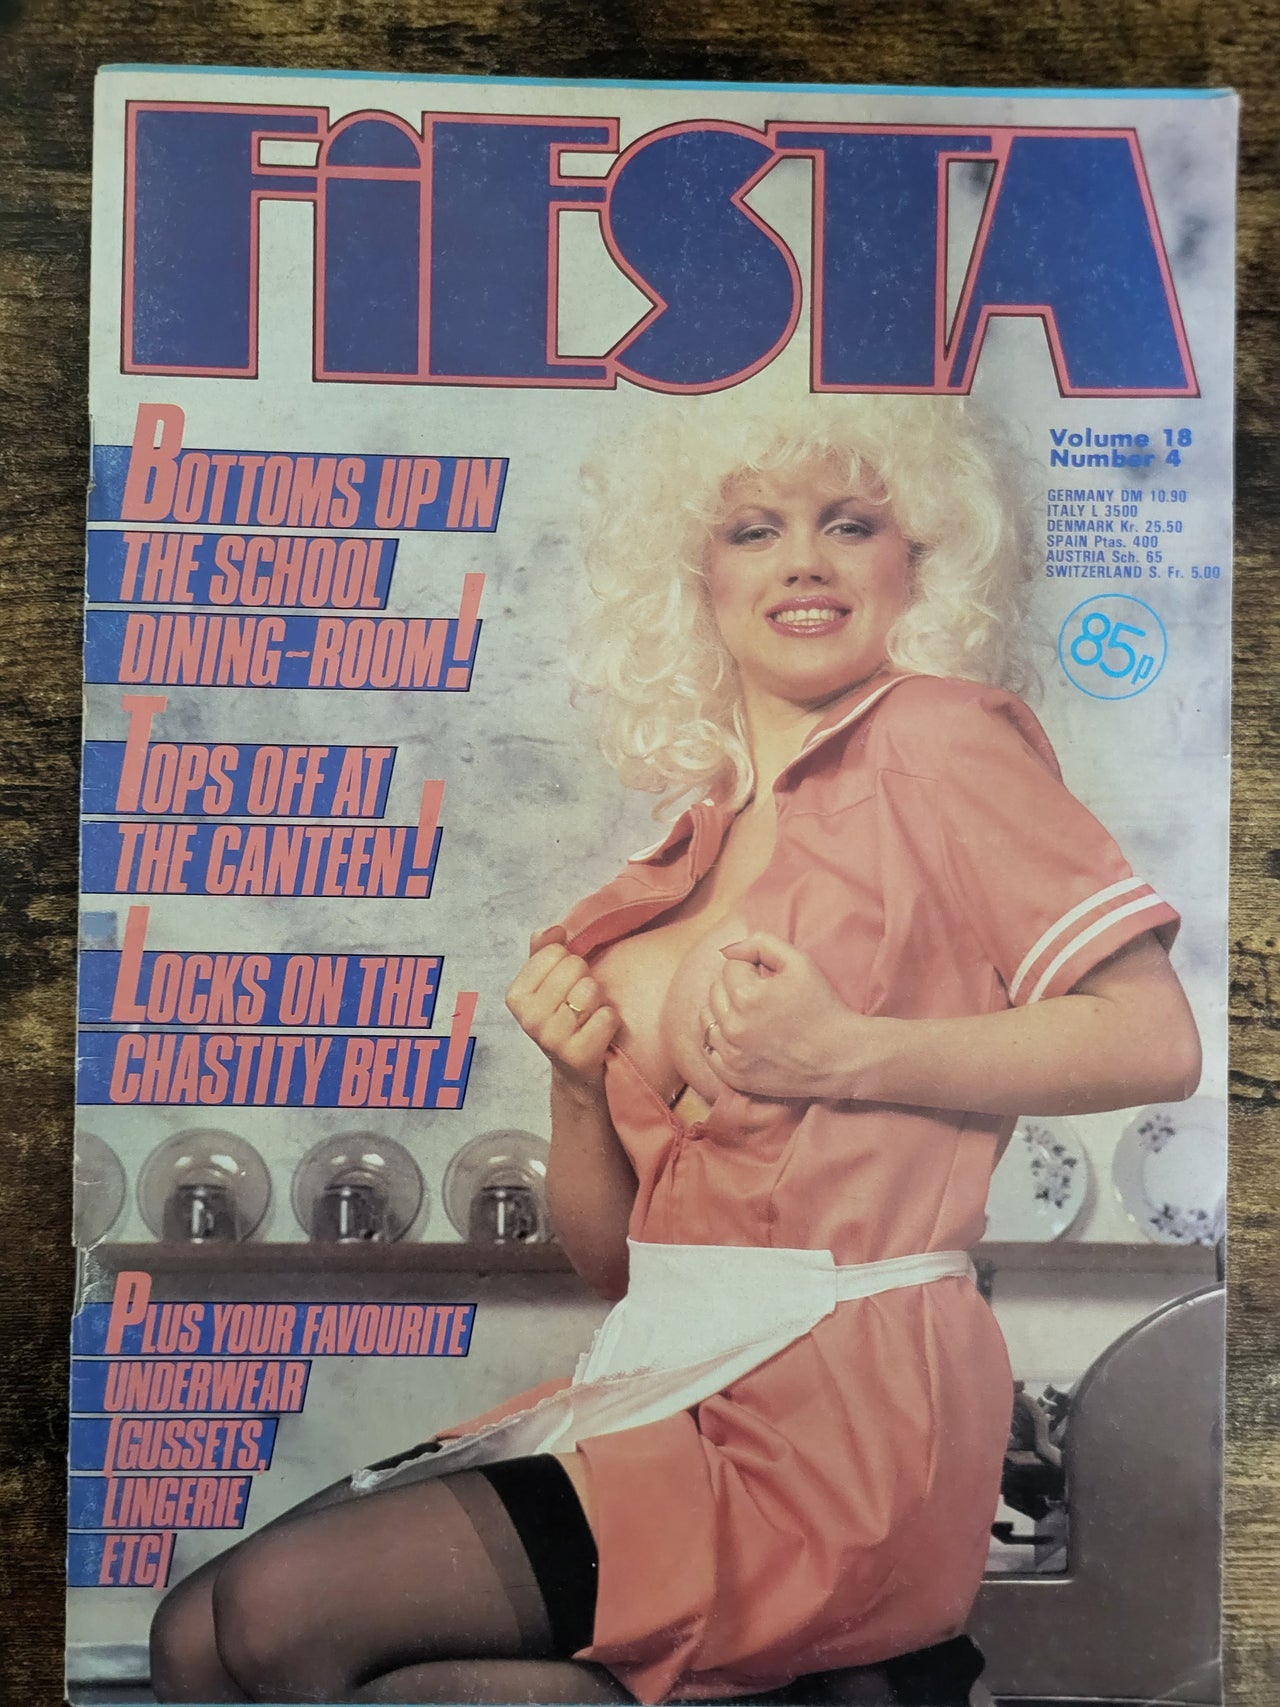 FiESTA
Volume 18
Number 4
GERMANY DM 10.90
ITALY L 3500
DENMARK Kr. 25.50
SPAIN Ptas. 400
AUSTRIA Sch. 65
SWITZERLAND S. Fr. 5.00
85p
BOTTOMS UP IN
THE SCHOOL
DINING-ROOM!
TOPS OFF AT
THE CANTEEN!
LOCKS ON THE
CHASTITY BELT!
PLUS YOUR FAVOURITE
UNDERWEAR
(GUSSETS,
LINGERIE
ETC)